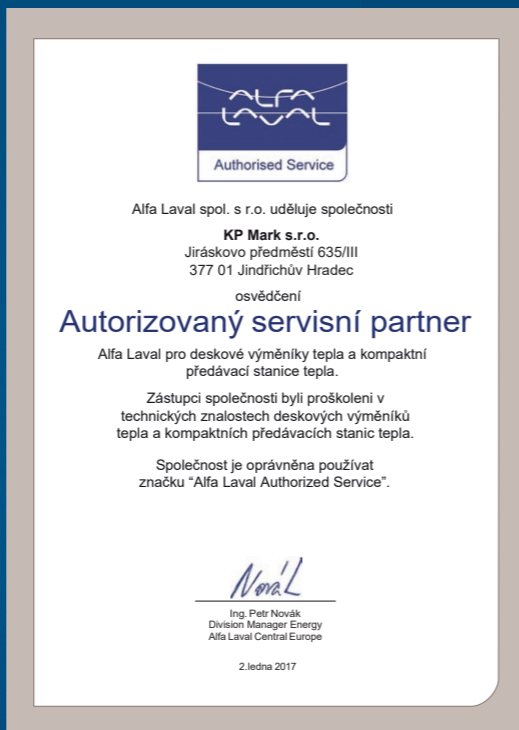 ALFA
LAVAL
Authorised Service
Alfa Laval spol. s r.o. uděluje společnosti
KP Mark s.r.o.
Jiráskovo předměstí 635/III
377 01 Jindřichův Hradec
osvědčení
Autorizovaný servisní partner
Alfa Laval pro deskové výměníky tepla a kompaktní
předávací stanice tepla.
Zástupci společnosti byli proškoleni v
technických znalostech deskových výměníků
tepla a kompaktních předávacích stanic tepla.
Společnost je oprávněna používat
značku “Alfa Laval Authorized Service”.
Novák
Ing. Petr Novák
Division Manager Energy
Alfa Laval Central Europe
2.ledna 2017